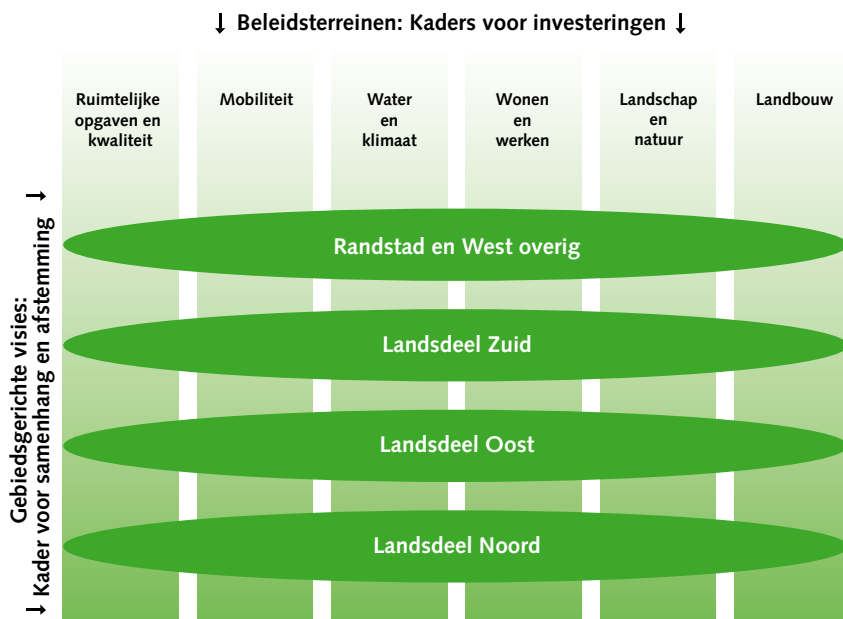 ↓ Beleidsterreinen: Kaders voor investeringen ↓
Ruimtelijke
opgaven en
kwaliteit
Mobiliteit
Water
en
klimaat
Wonen
en
werken
Landschap
en
natuur
Landbouw
Gebiedsgerichte visies:
↓ Kader voor samenhang en afstemming ↓
Randstad en West overig
Landsdeel Zuid
Landsdeel Oost
Landsdeel Noord